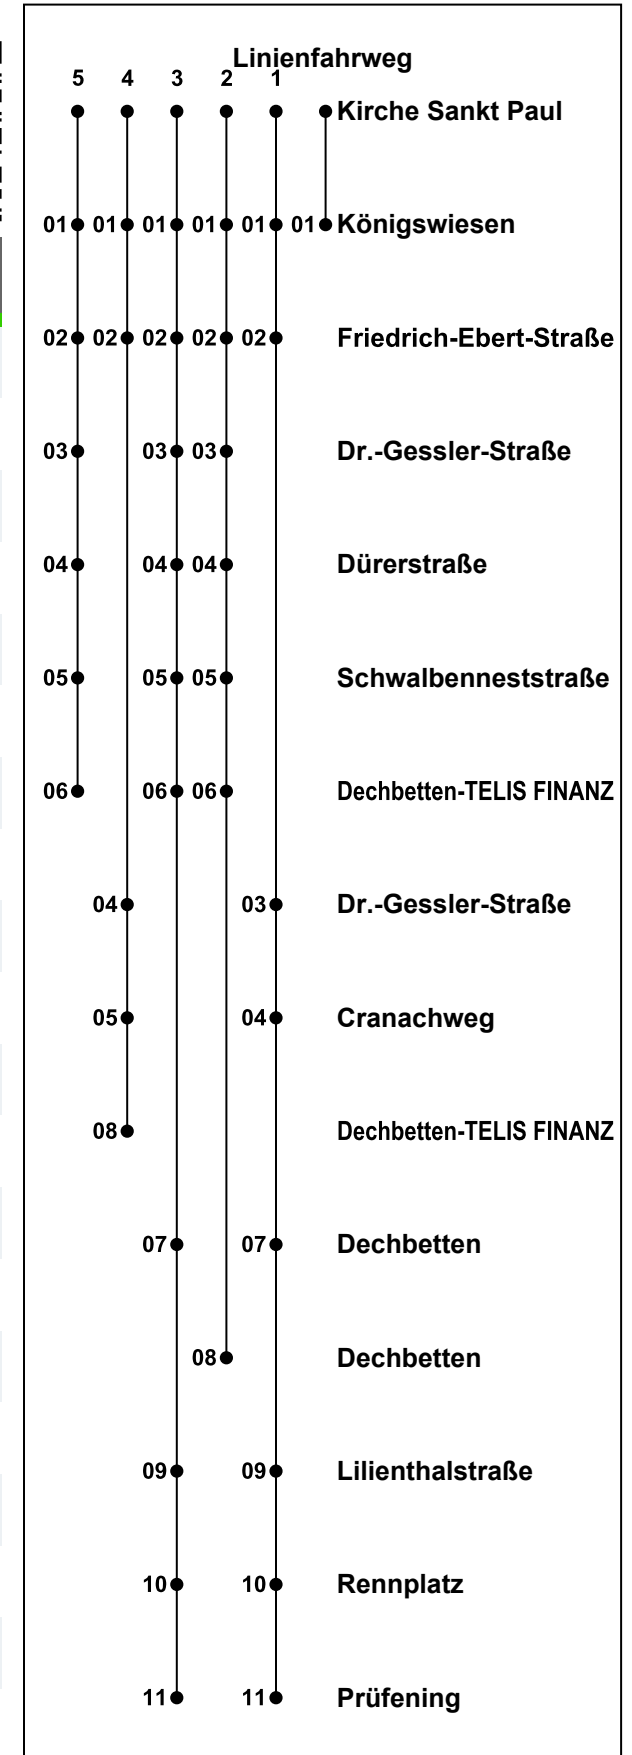 Linienfahrweg
5 4 3 2 1
Kirche Sankt Paul
01 01 01 01 01 01 Königswiesen
02 02 02 02 02 Friedrich-Ebert-Straße
03 03 03 Dr.-Gessler-Straße
04 04 04 Dürerstraße
05 05 05 Schwalbenneststraße
06 06 06 Dechbetten-TELIS FINANZ
04 03 Dr.-Gessler-Straße
05 04 Cranachweg
08 Dechbetten-TELIS FINANZ
07 07 Dechbetten
08 Dechbetten
09 09 Lilienthalstraße
10 10 Rennplatz
11 11 Prüfening